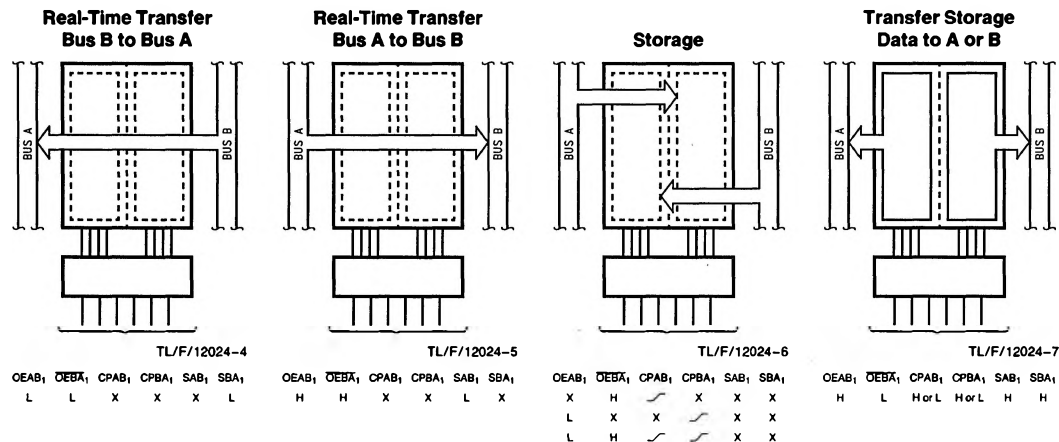 Real-Time Transfer
Bus B to Bus A
BUS A
BUS B
TL/F/12024-4
OEAB₁ OEBA₁ CPAB₁ CPBA₁ SAB₁ SBA₁
L L X X X L
Real-Time Transfer
Bus A to Bus B
BUS A
BUS B
TL/F/12024-5
OEAB₁ OEBA₁ CPAB₁ CPBA₁ SAB₁ SBA₁
H H X X L X
Storage
BUS A
BUS B
TL/F/12024-6
OEAB₁ OEBA₁ CPAB₁ CPBA₁ SAB₁ SBA₁
X H X X X
L X X X X
L H X X
Transfer Storage
Data to A or B
BUS A
BUS B
TL/F/12024-7
OEAB₁ OEBA₁ CPAB₁ CPBA₁ SAB₁ SBA₁
H L H or L H or L H H